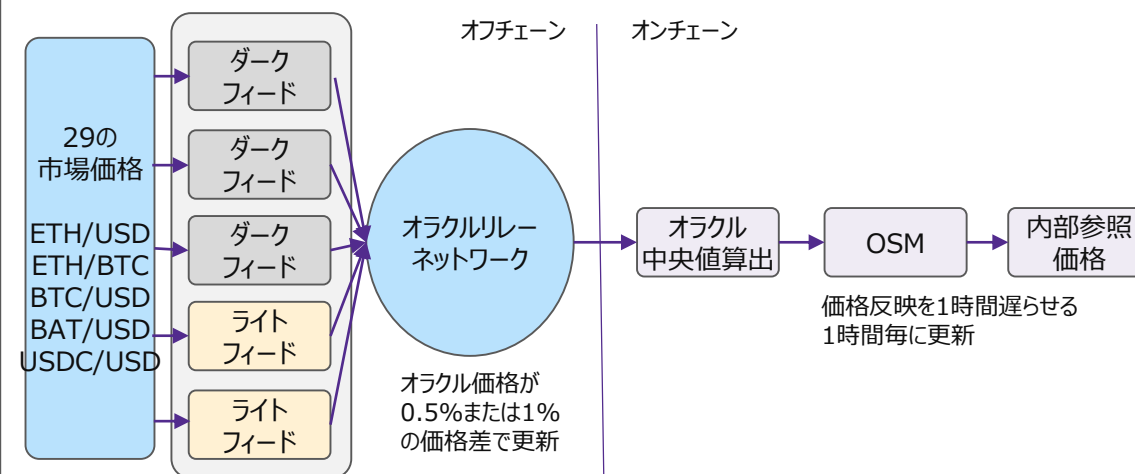 オフチェーン
オンチェーン
29の
市場価格
ETH/USD
ETH/BTC
BTC/USD
BAT/USD
USDC/USD
ダーク
フィード
ダーク
フィード
ダーク
フィード
ライト
フィード
ライト
フィード
オラクルリレー
ネットワーク
オラクル価格が
0.5%または1%
の価格差で更新
オラクル
中央値算出
OSM
価格反映を1時間遅らせる
1時間毎に更新
内部参照
価格